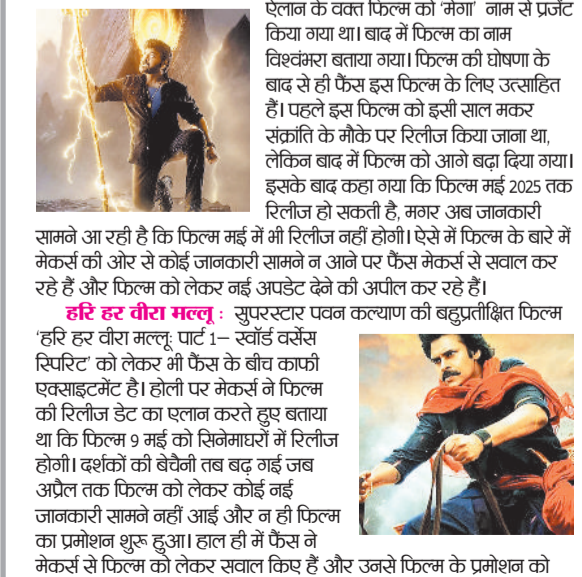 ऐलान के वक्त फिल्म को ‘मेगा’ नाम से प्रजेंट
किया गया था। बाद में फिल्म का नाम
विश्वंभरा बताया गया। फिल्म की घोषणा के
बाद से ही फैंस इस फिल्म के लिए उत्साहित
हैं। पहले इस फिल्म को इसी साल मकर
संक्रांति के मौके पर रिलीज किया जाना था,
लेकिन बाद में फिल्म को आगे बढ़ा दिया गया।
इसके बाद कहा गया कि फिल्म मई 2025 तक
रिलीज हो सकती है, मगर अब जानकारी
सामने आ रही है कि फिल्म मई में भी रिलीज नहीं होगी। ऐसे में फिल्म के बारे में
मेकर्स की ओर से कोई जानकारी सामने न आने पर फैंस मेकर्स से सवाल कर
रहे हैं और फिल्म को लेकर नई अपडेट देने की अपील कर रहे हैं।
हरि हर वीरा मल्लू : सुपरस्टार पवन कल्याण की बहुप्रतीक्षित फिल्म
‘हरि हर वीरा मल्लू: पार्ट 1– स्वॉर्ड वर्सेस
स्पिरिट’ को लेकर भी फैंस के बीच काफी
एक्साइटमेंट है। होली पर मेकर्स ने फिल्म
की रिलीज डेट का एलान करते हुए बताया
था कि फिल्म 9 मई को सिनेमाघरों में रिलीज
होगी। दर्शकों की बेचैनी तब बढ़ गई जब
अप्रैल तक फिल्म को लेकर कोई नई
जानकारी सामने नहीं आई और न ही फिल्म
का प्रमोशन शुरू हुआ। हाल ही में फैंस ने
मेकर्स से फिल्म को लेकर सवाल किए हैं और उनसे फिल्म के प्रमोशन को